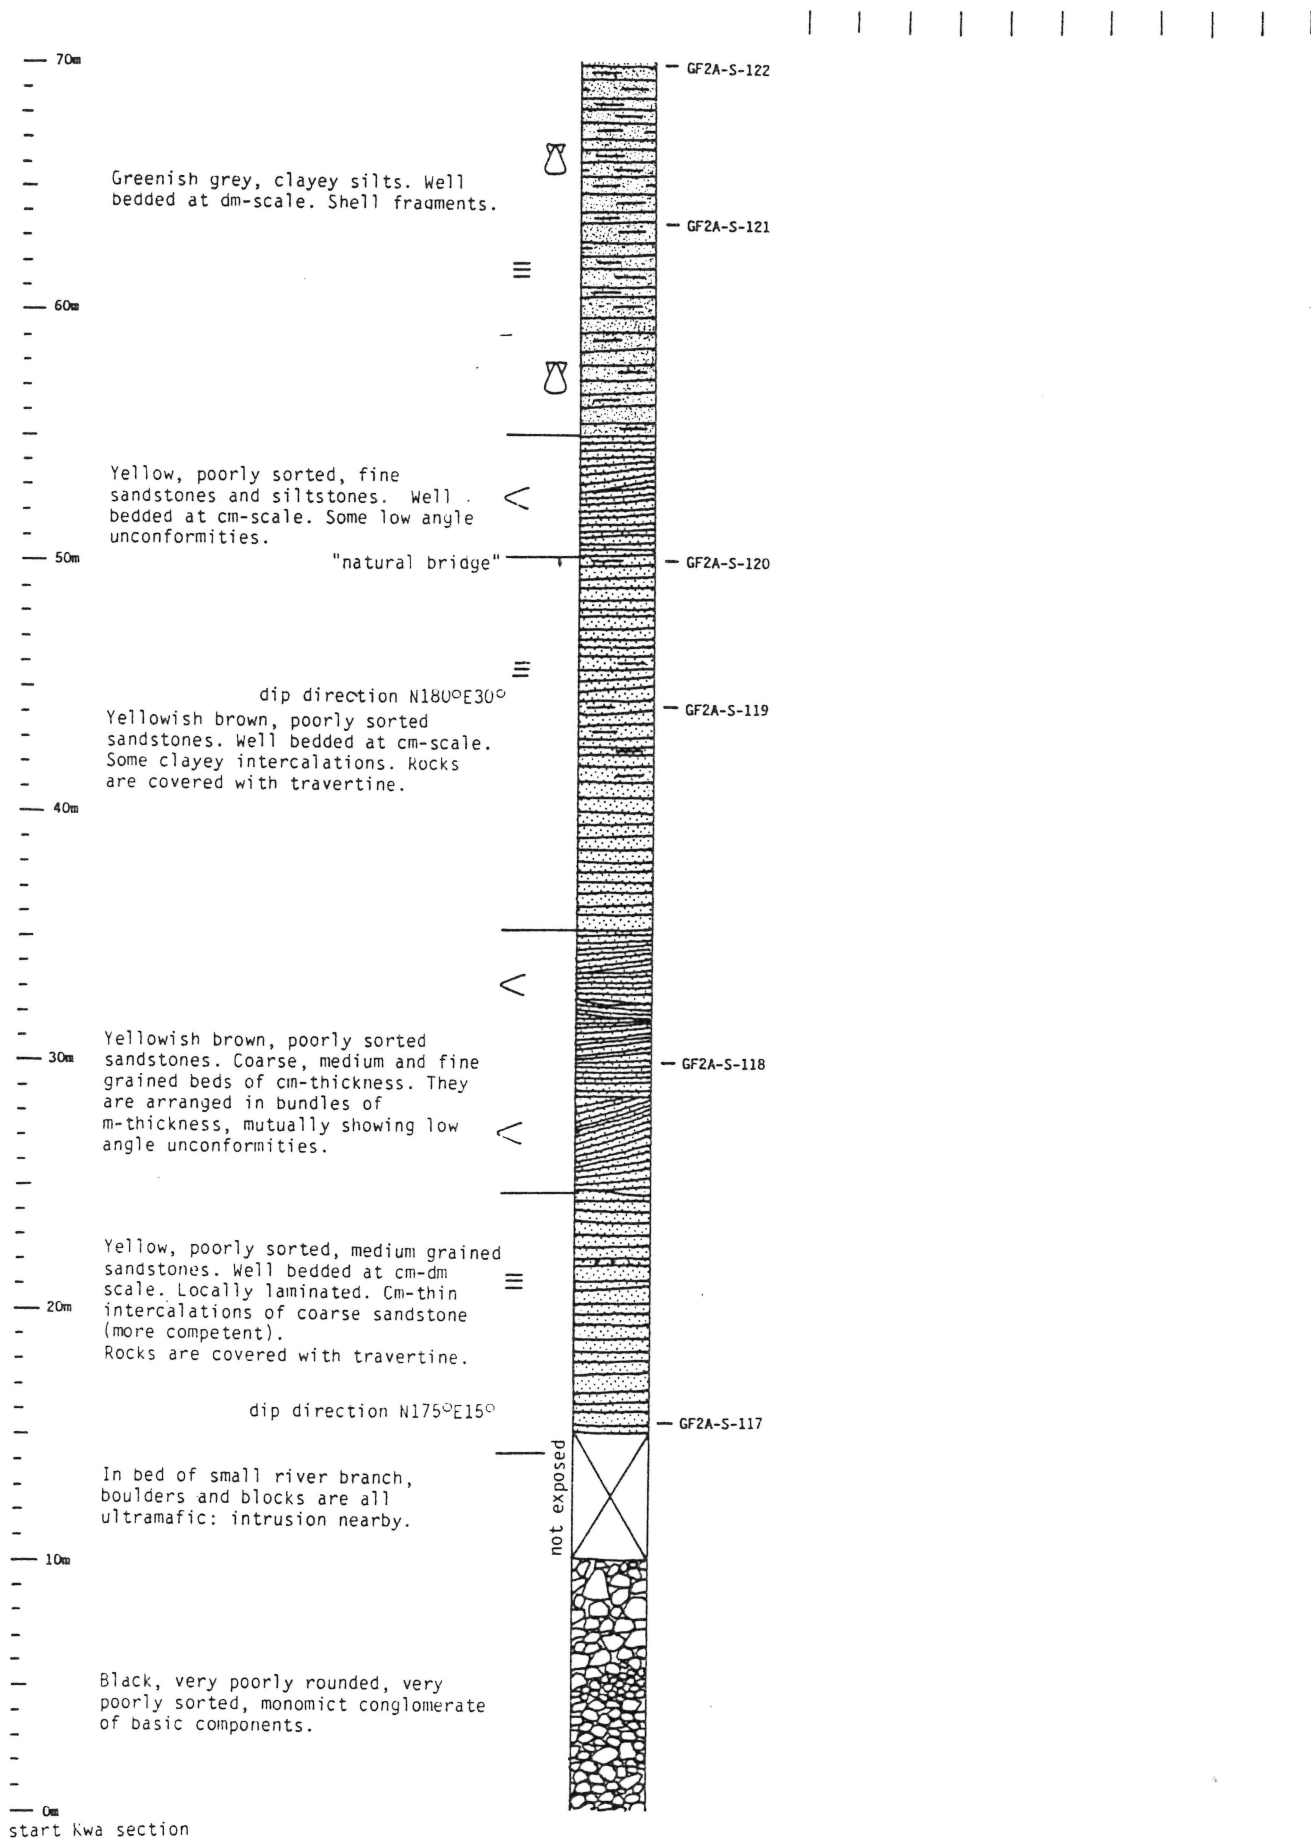 70m
GF2A-S-122
Greenish grey, clayey silts. Well
bedded at dm-scale. Shell fragments.
GF2A-S-121
60m
Yellow, poorly sorted, fine
sandstones and siltstones. Well
bedded at cm-scale. Some low angle
unconformities.
50m
"natural bridge"
GF2A-S-120
dip direction N180°E30°
GF2A-S-119
Yellowish brown, poorly sorted
sandstones. Well bedded at cm-scale.
Some clayey intercalations. Rocks
are covered with travertine.
40m
Yellowish brown, poorly sorted
sandstones. Coarse, medium and fine
grained beds of cm-thickness. They
are arranged in bundles of
m-thickness, mutually showing low
angle unconformities.
30m
GF2A-S-118
Yellow, poorly sorted, medium grained
sandstones. Well bedded at cm-dm
scale. Locally laminated. Cm-thin
intercalations of coarse sandstone
(more competent).
Rocks are covered with travertine.
20m
dip direction N175°E15°
GF2A-S-117
not exposed
In bed of small river branch,
boulders and blocks are all
ultramafic: intrusion nearby.
10m
Black, very poorly rounded, very
poorly sorted, monomict conglomerate
of basic components.
0m
start Kwa section